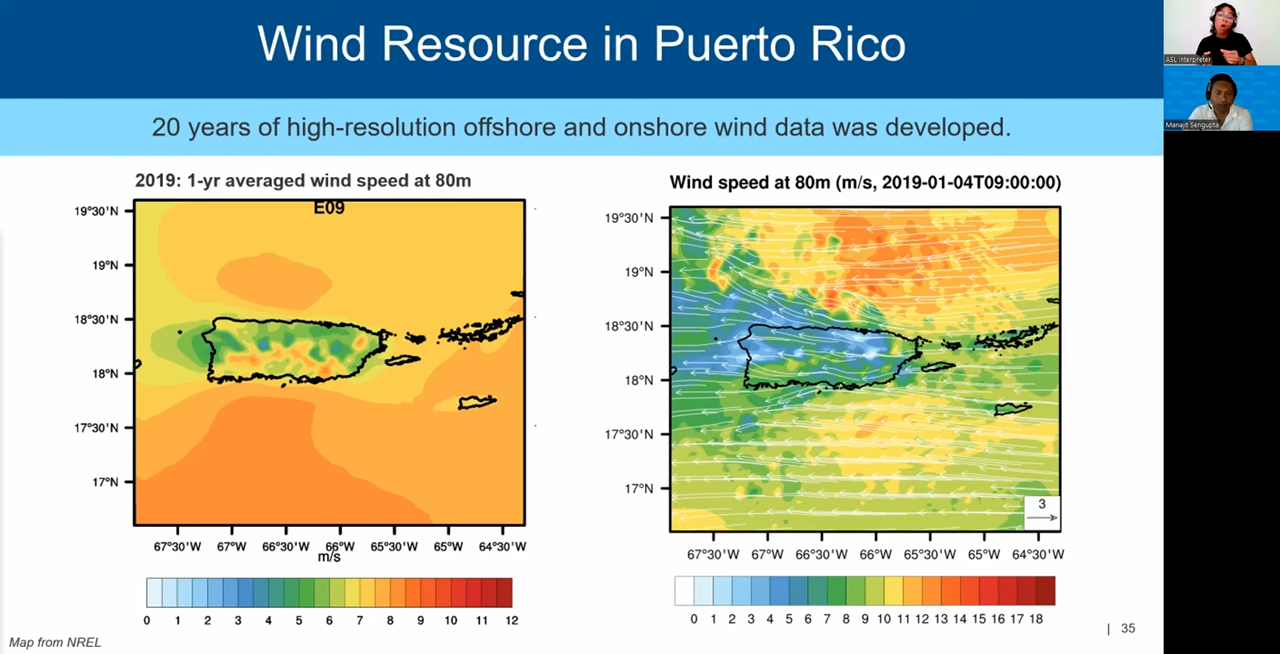 Wind Resource in Puerto Rico
20 years of high-resolution offshore and onshore wind data was developed.
2019: 1-yr averaged wind speed at 80m
E09
19°30'N
19°N
18°30'N
18°N
17°30'N
17°N
67°30'W 67°W 66°30'W 66°W 65°30'W 65°W 64°30'W
m/s
0 1 2 3 4 5 6 7 8 9 10 11 12
Map from NREL
Wind speed at 80m (m/s, 2019-01-04T09:00:00)
19°30'N
19°N
18°30'N
18°N
17°30'N
17°N
3
67°30'W 67°W 66°30'W 66°W 65°30'W 65°W 64°30'W
0 1 2 3 4 5 6 7 8 9 10 11 12 13 14 15 16 17 18
| 35
ASL Interpreter
Manajit Sengupta